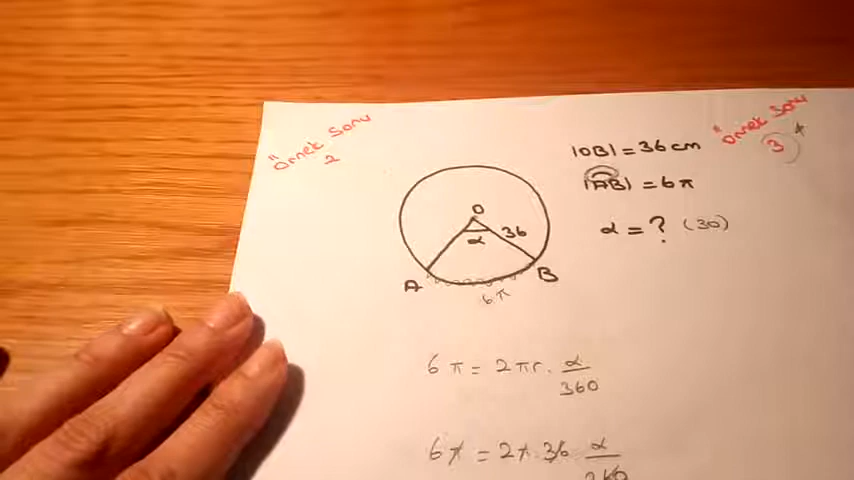 "Örnek Soru
2
|OB| = 36 cm
"Örnek Soru
3
|AB| = 6π
α = ? (30)
O
α
36
A
B
6π
6π = 2πr. α/360
6π = 2π 36 α/360